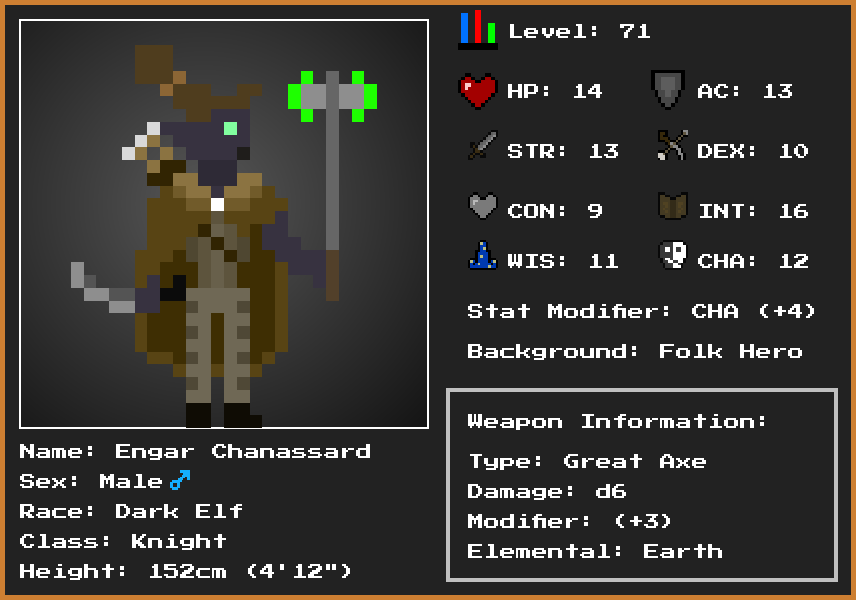 Level: 71
HP: 14 AC: 13
STR: 13 DEX: 10
CON: 9 INT: 16
WIS: 11 CHA: 12
Stat Modifier: CHA (+4)
Background: Folk Hero
Weapon Information:
Type: Great Axe
Damage: d6
Modifier: (+3)
Elemental: Earth
Name: Engar Chanassard
Sex: Male ♂
Race: Dark Elf
Class: Knight
Height: 152cm (4'12")